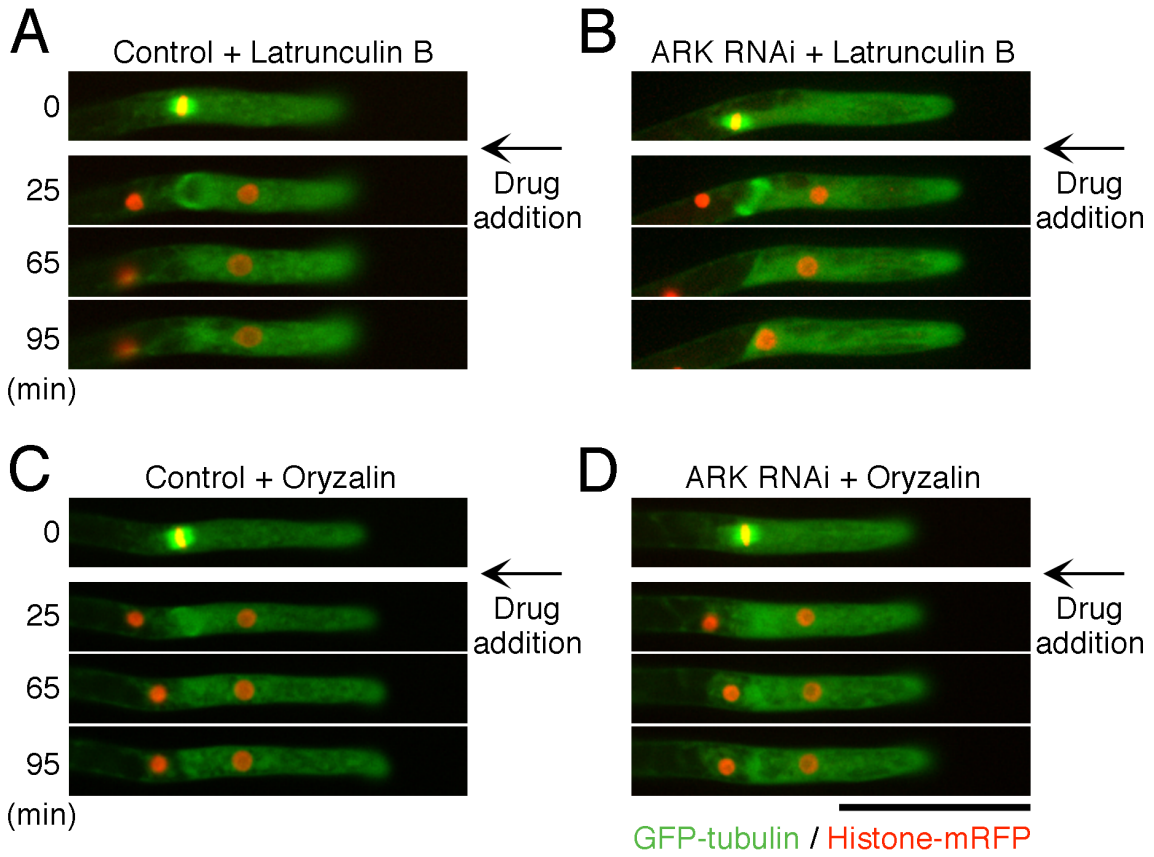 A
Control + Latrunculin B
0
25
65
95
(min)
Drug
addition
B
ARK RNAi + Latrunculin B
Drug
addition
C
Control + Oryzalin
0
25
65
95
(min)
Drug
addition
D
ARK RNAi + Oryzalin
Drug
addition
GFP-tubulin / Histone-mRFP